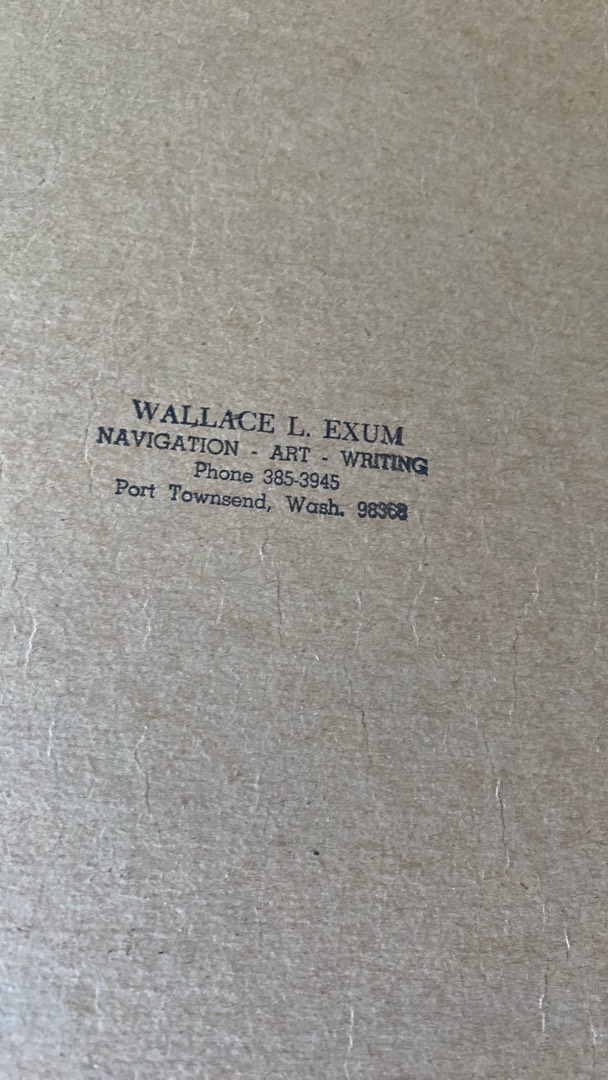 WALLACE L. EXUM
NAVIGATION - ART - WRITING
Phone 385-3945
Port Townsend, Wash. 98368